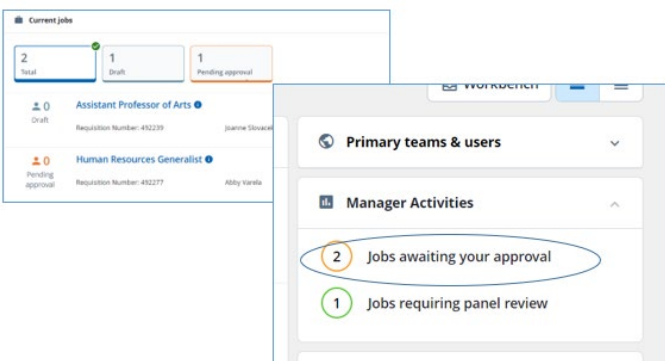 Current jobs
2
Total
1
Draft
1
Pending approval
0
Draft
Assistant Professor of Arts
Requisition Number: 492239
Joanne Slovacek
0
Pending approval
Human Resources Generalist
Requisition Number: 492277
Abby Varela
Workbench
Primary teams & users
Manager Activities
2 Jobs awaiting your approval
1 Jobs requiring panel review